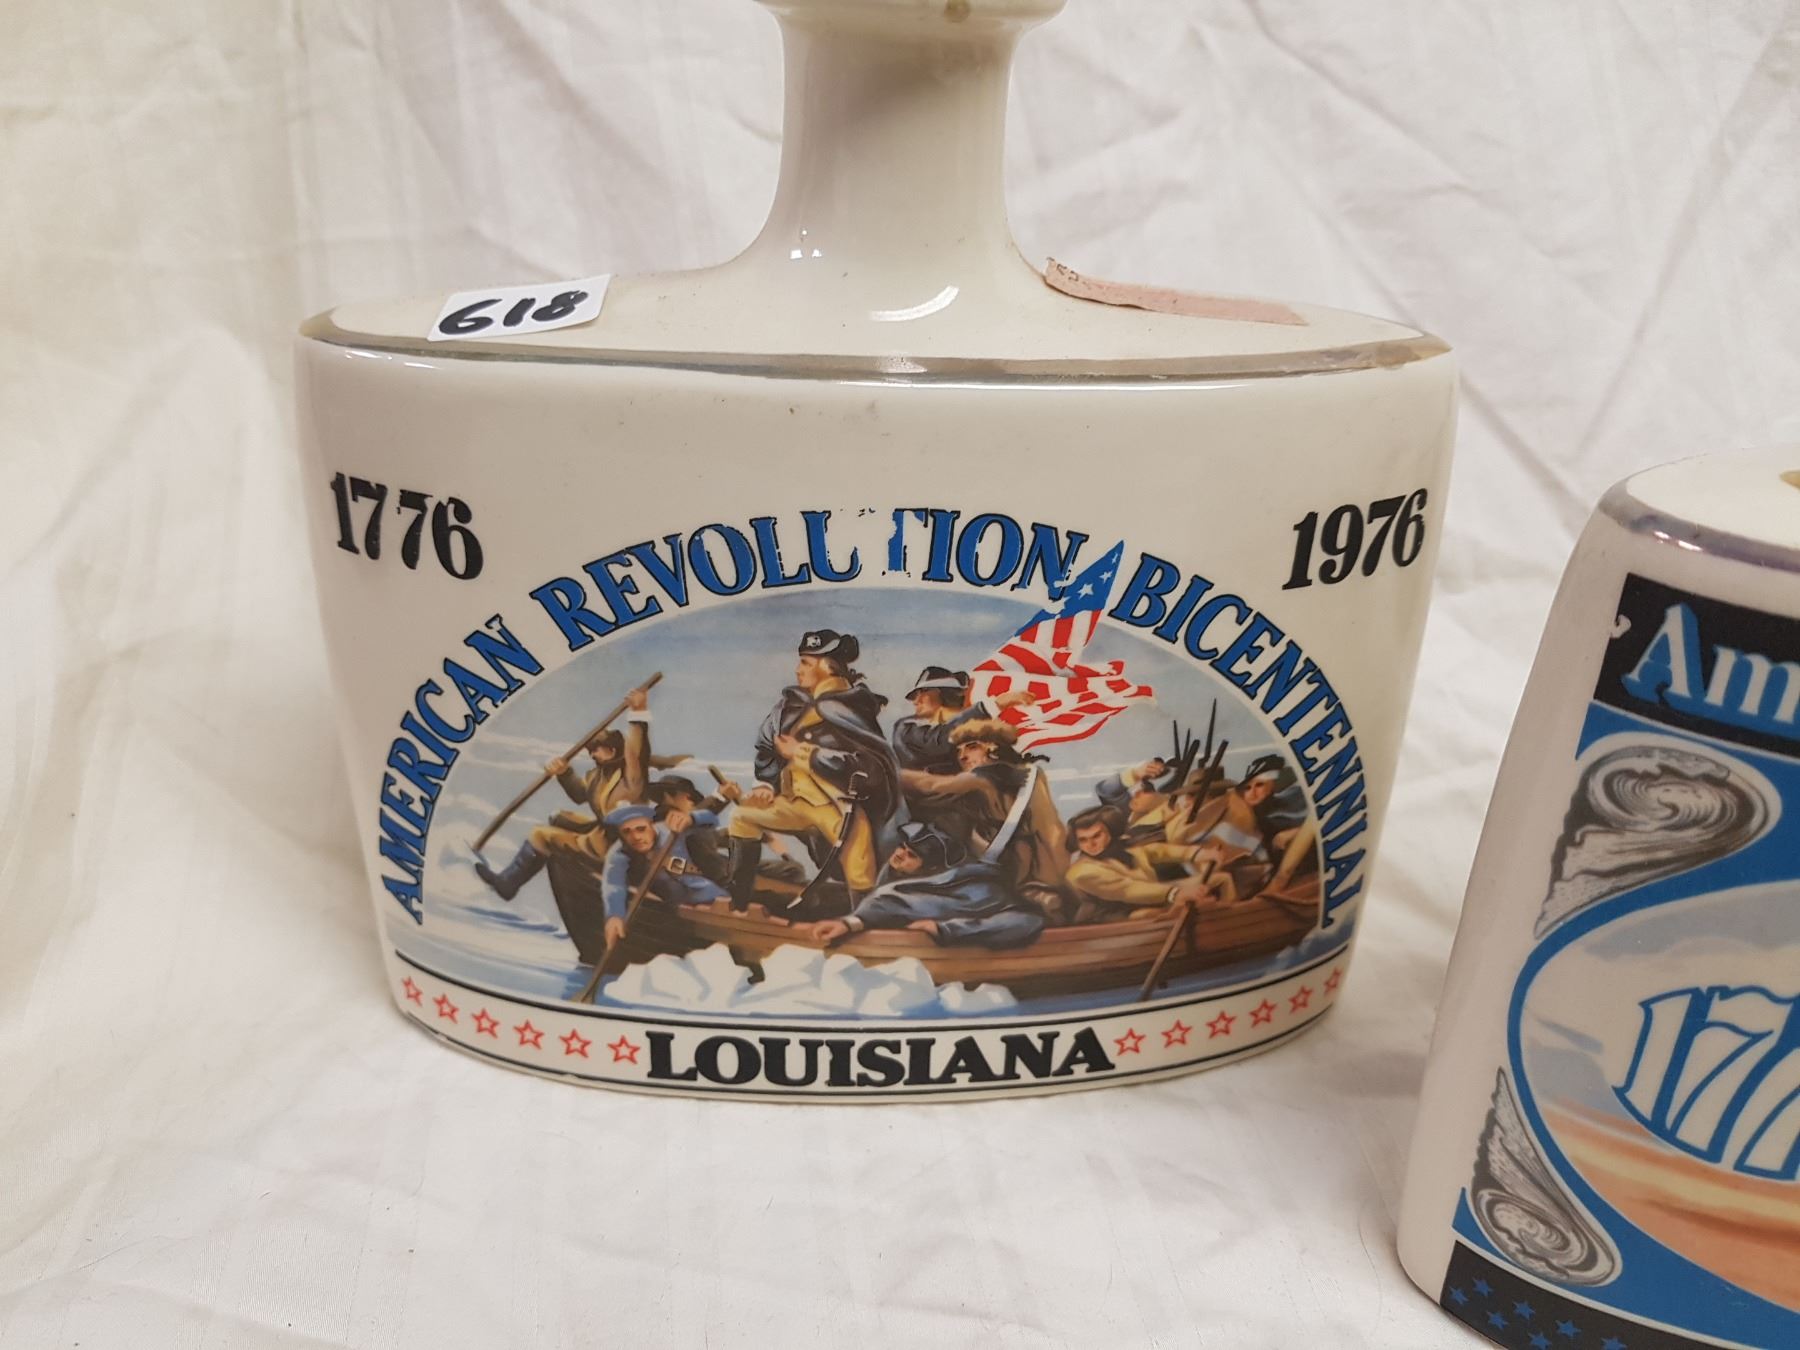 618
1776
1976
AMERICAN REVOLUTION BICENTENNIAL
LOUISIANA